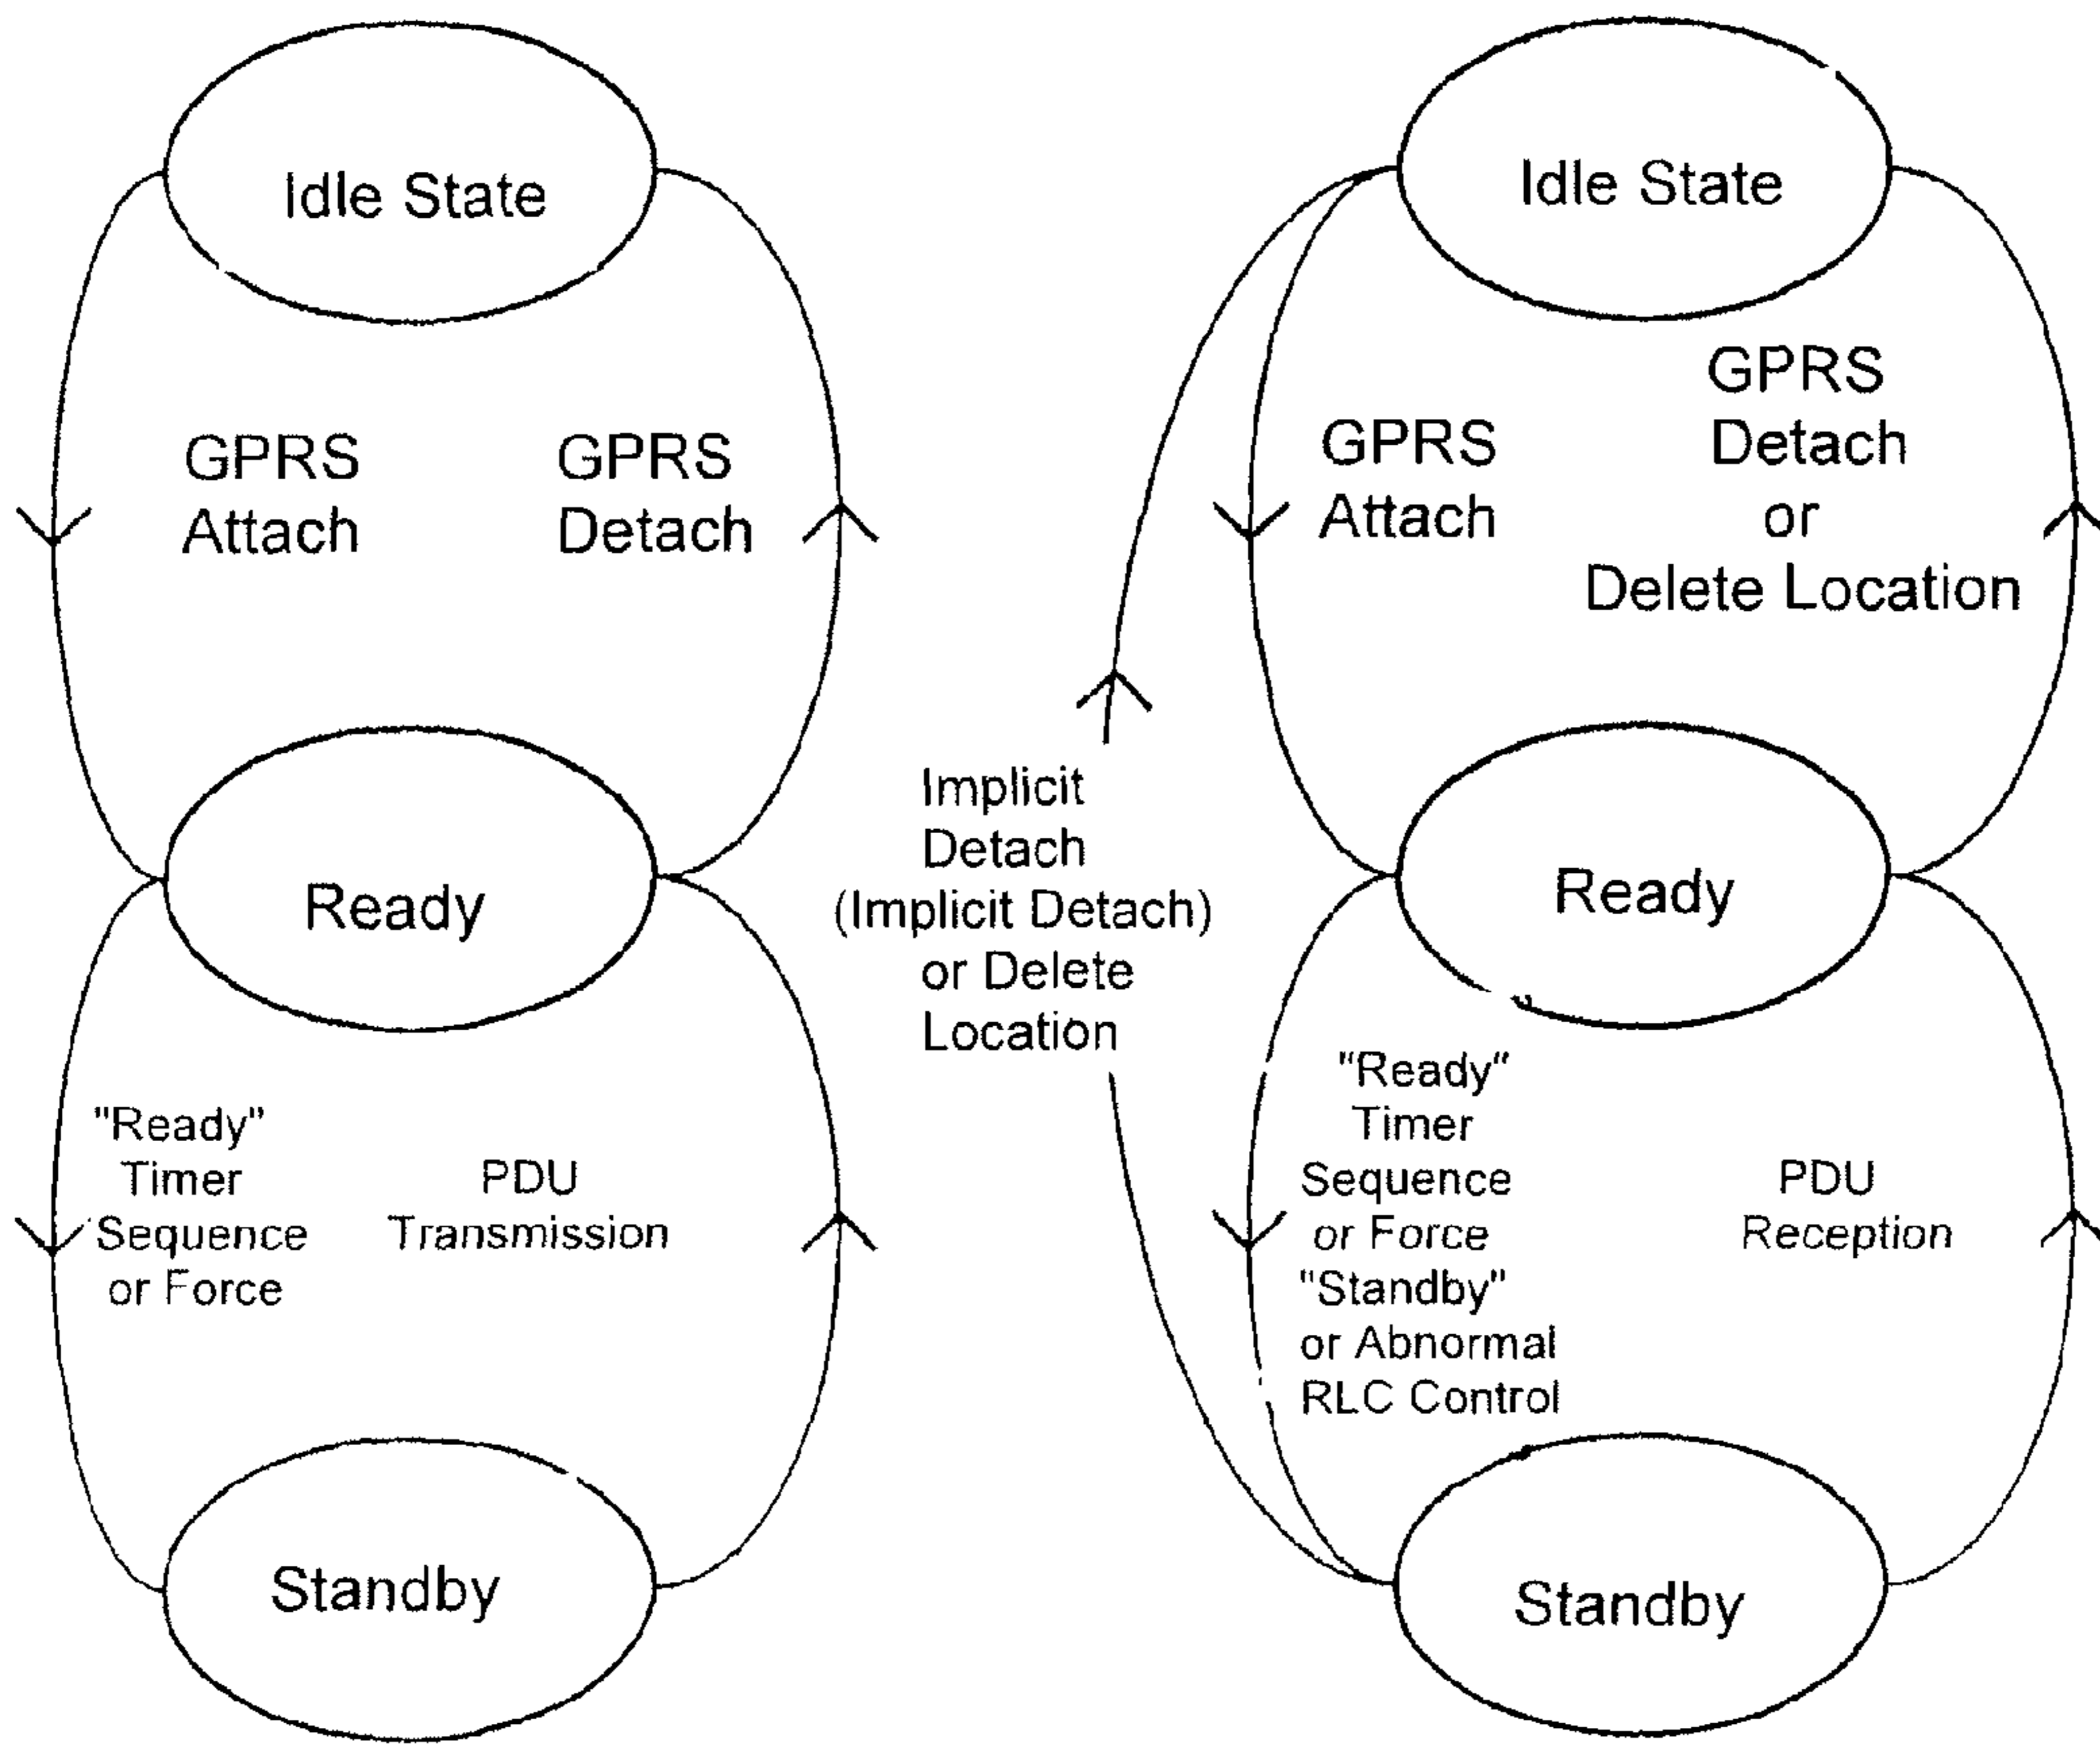 Idle State
GPRS
Attach
GPRS
Detach
Ready
"Ready"
Timer
Sequence
or Force
PDU
Transmission
Standby
Idle State
GPRS
Attach
GPRS
Detach
or
Delete Location
Implicit
Detach
(Implicit Detach)
or Delete
Location
Ready
"Ready"
Timer
Sequence
or Force
"Standby"
or Abnormal
RLC Control
PDU
Reception
Standby